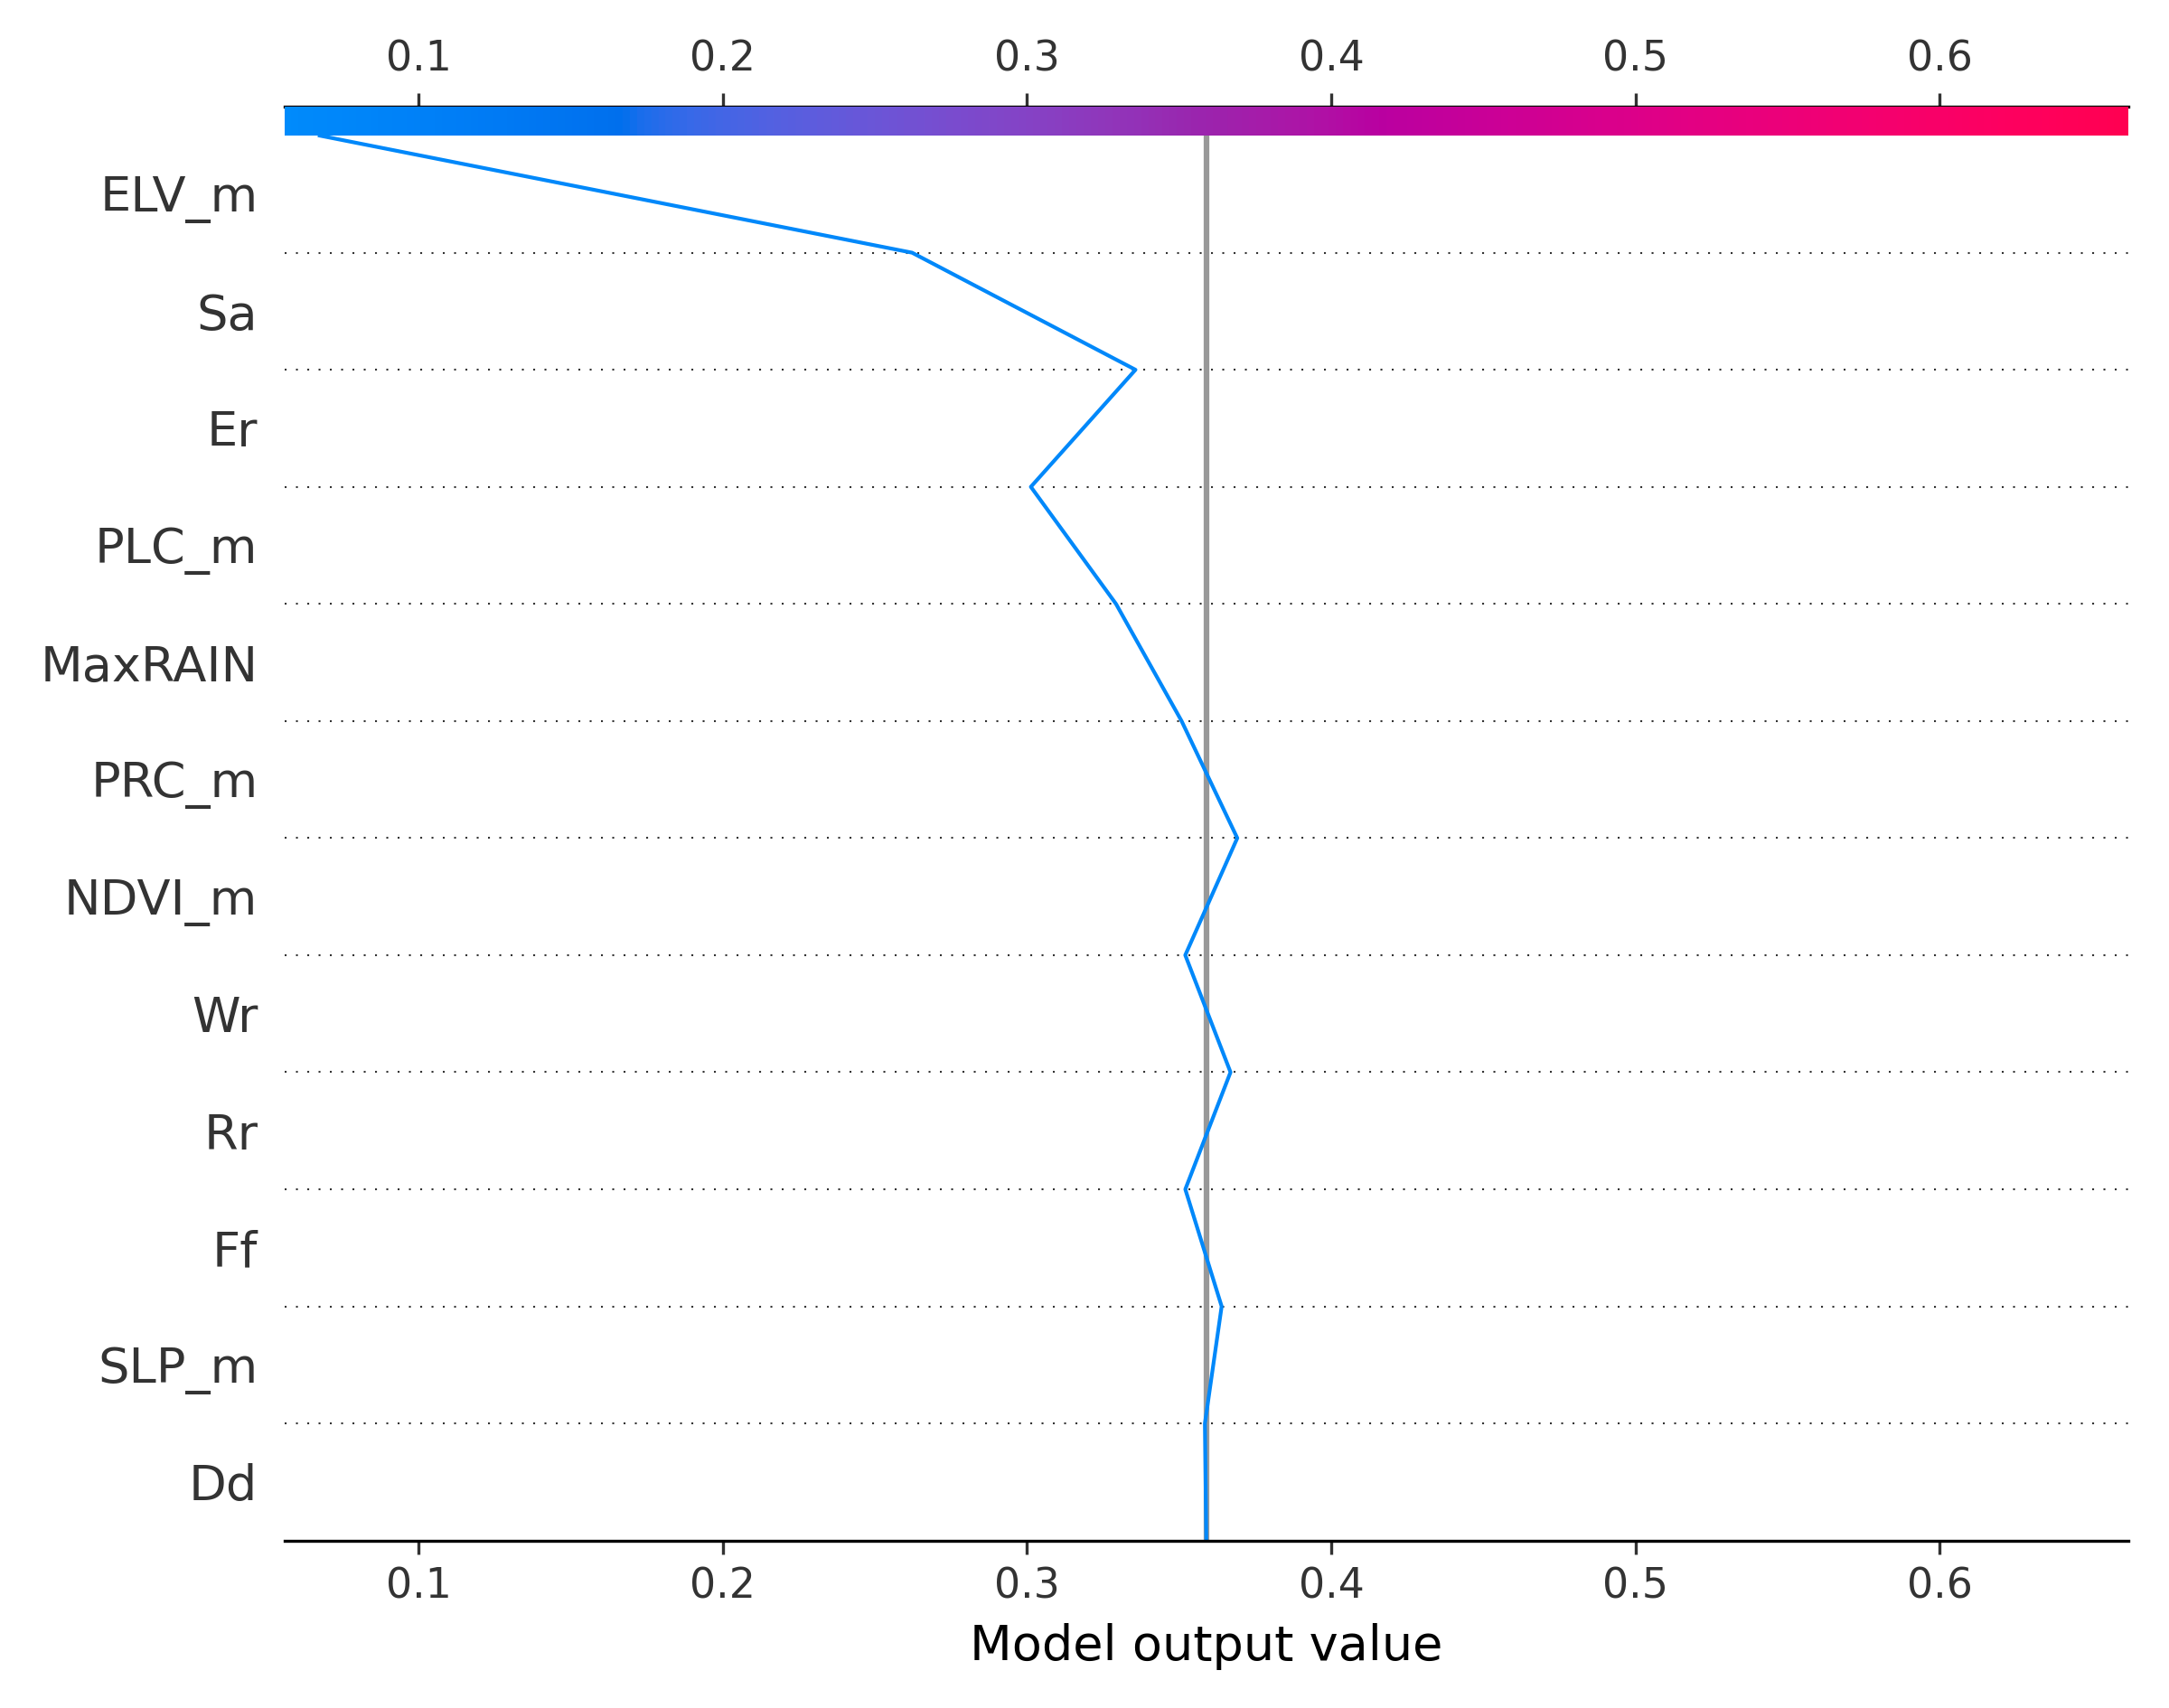 0.1 0.2 0.3 0.4 0.5 0.6
ELV_m
Sa
Er
PLC_m
MaxRAIN
PRC_m
NDVI_m
Wr
Rr
Ff
SLP_m
Dd
0.1 0.2 0.3 0.4 0.5 0.6
Model output value